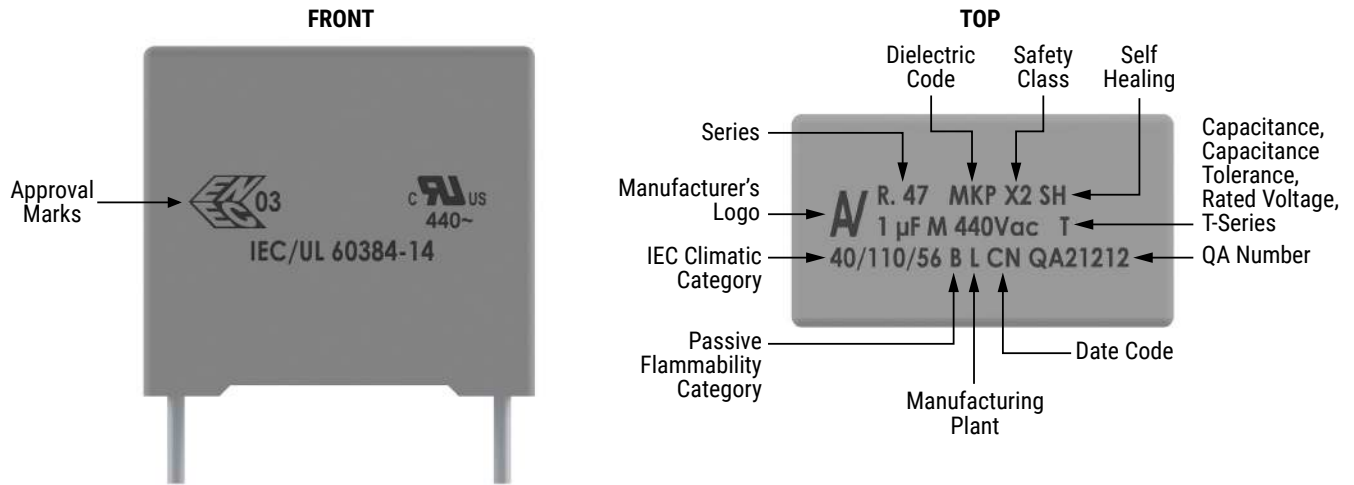 FRONT
Approval
Marks
ENEC 03
C RU US
440~
IEC/UL 60384-14
TOP
Dielectric
Code
Safety
Class
Self
Healing
Series
Manufacturer's
Logo
IEC Climatic
Category
R. 47 MKP X2 SH
1 µF M 440Vac T
40/110/56 B L CN QA21212
Capacitance,
Capacitance
Tolerance,
Rated Voltage,
T-Series
QA Number
Passive
Flammability
Category
Manufacturing
Plant
Date Code